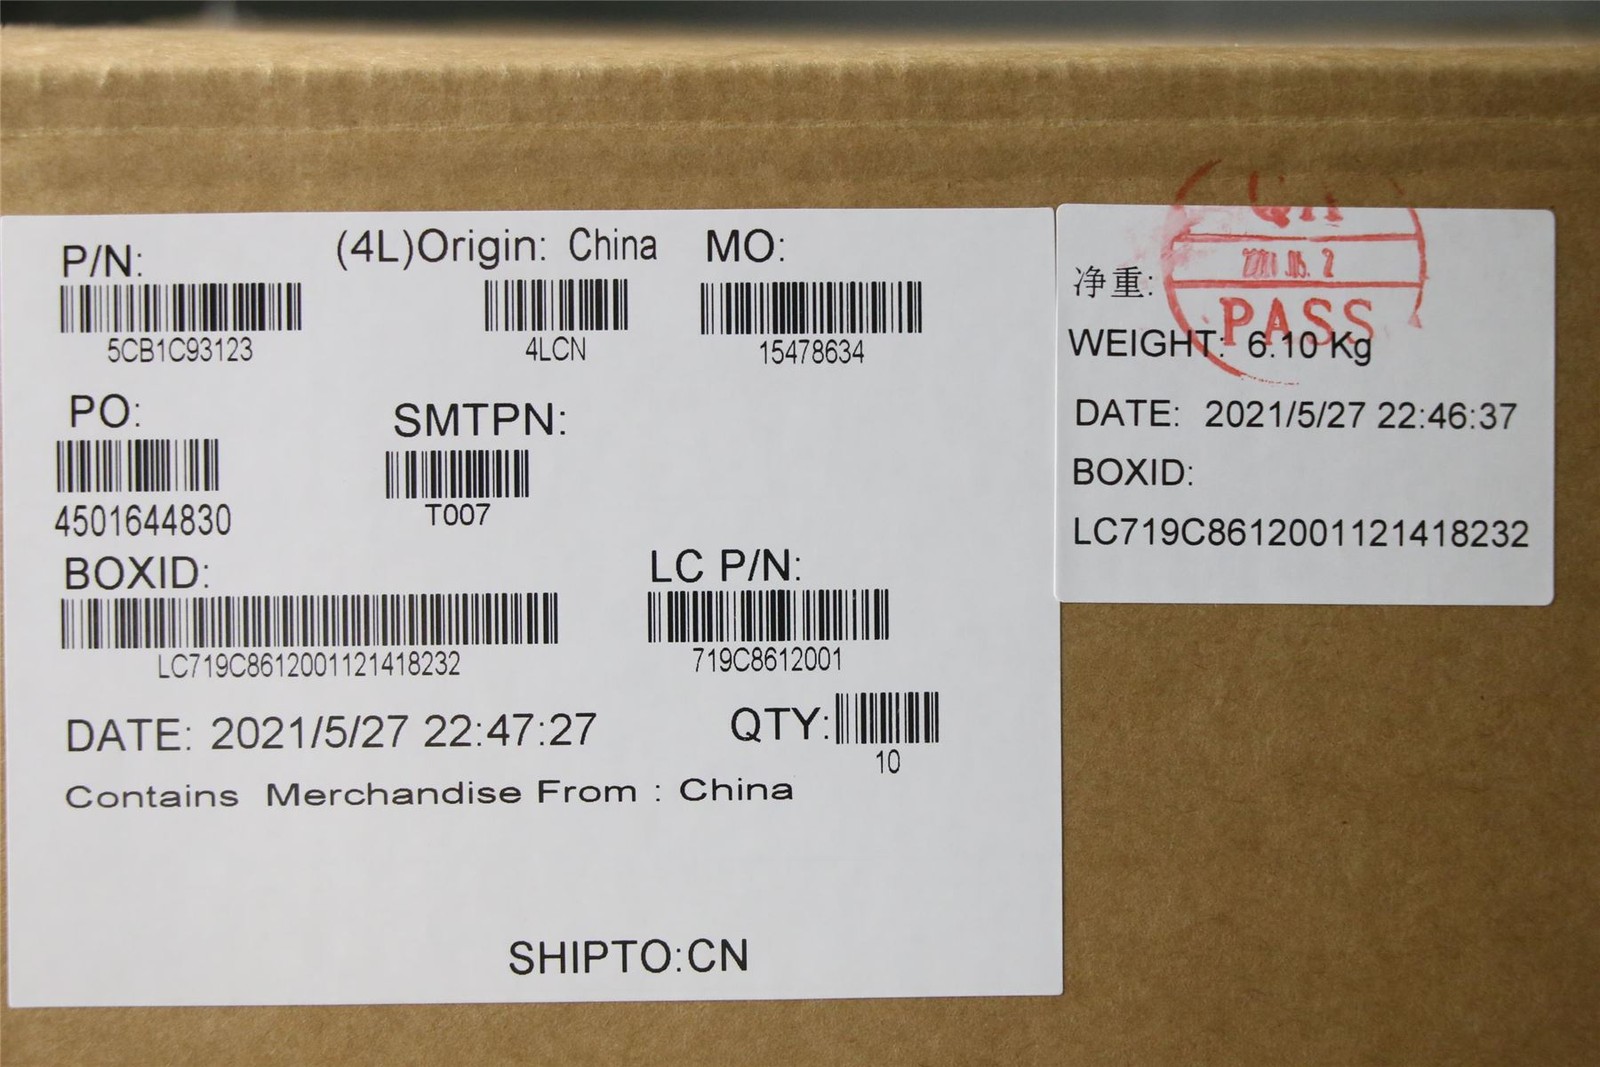 P/N:
(4L)Origin: China
MO:
5CB1C93123
4LCN
15478634
PO:
SMTPN:
4501644830
T007
BOXID:
LC P/N:
LC719C8612001121418232
719C8612001
DATE: 2021/5/27 22:47:27
QTY:
10
Contains Merchandise From : China
SHIPTO:CN
净重:
PASS
WEIGHT: 6.10 Kg
DATE: 2021/5/27 22:46:37
BOXID:
LC719C8612001121418232